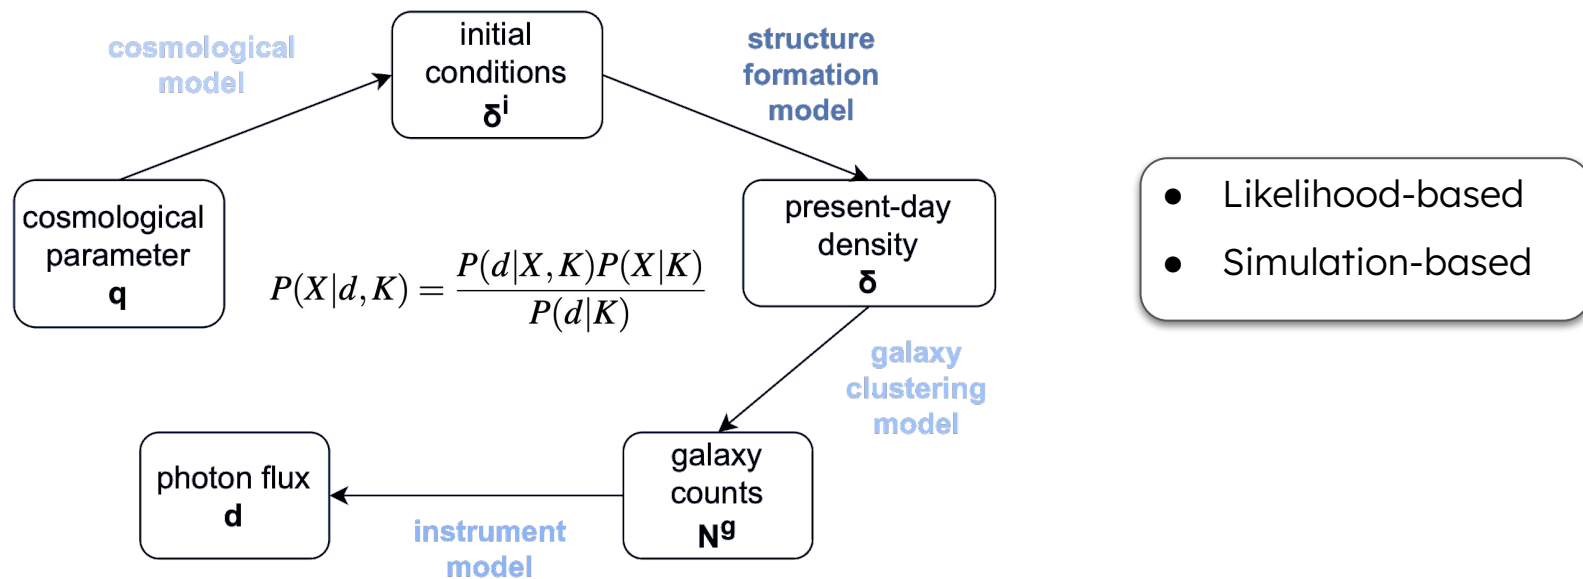 cosmological
model
initial
conditions
δⁱ
structure
formation
model
cosmological
parameter
q
P(X|d,K) = P(d|X,K)P(X|K) / P(d|K)
present-day
density
δ
galaxy
clustering
model
galaxy
counts
Nᵍ
instrument
model
photon flux
d
● Likelihood-based
● Simulation-based